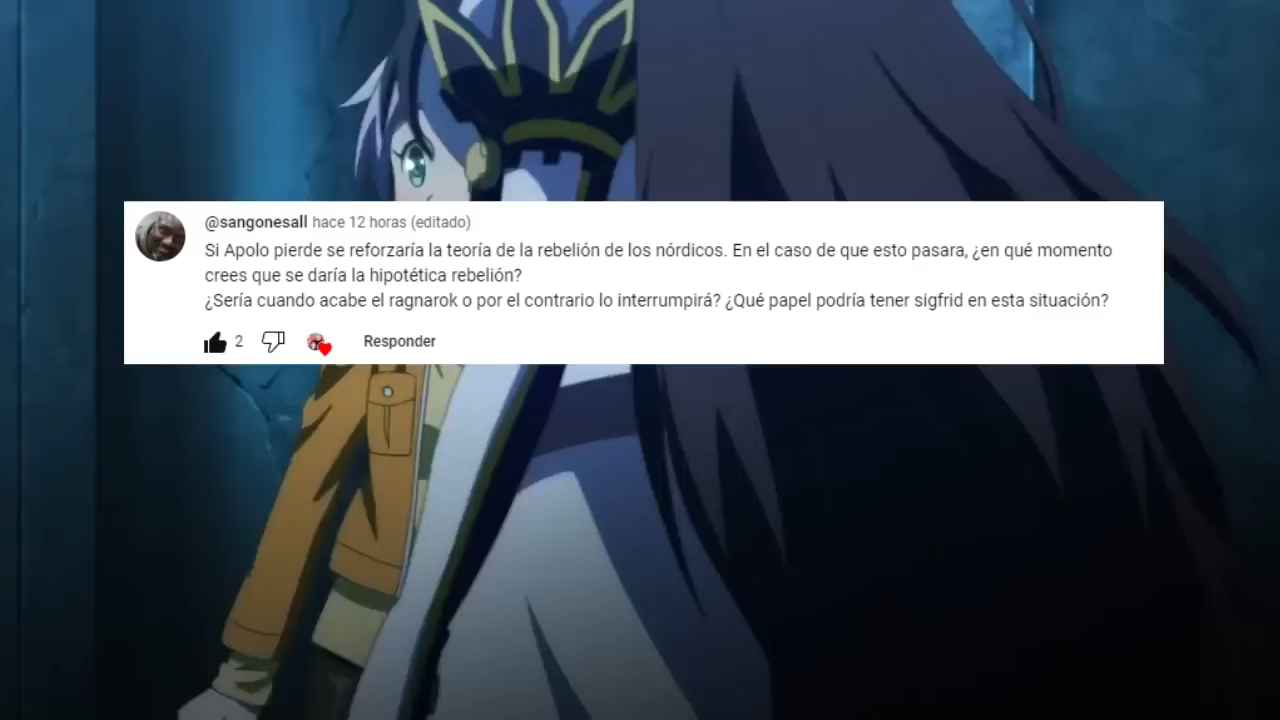 @sangonesall hace 12 horas (editado)
Si Apolo pierde se reforzaría la teoría de la rebelión de los nórdicos. En el caso de que esto pasara, ¿en qué momento
crees que se daría la hipotética rebelión?
¿Sería cuando acabe el ragnarok o por el contrario lo interrumpirá? ¿Qué papel podría tener sigfrid en esta situación?
2 Responder